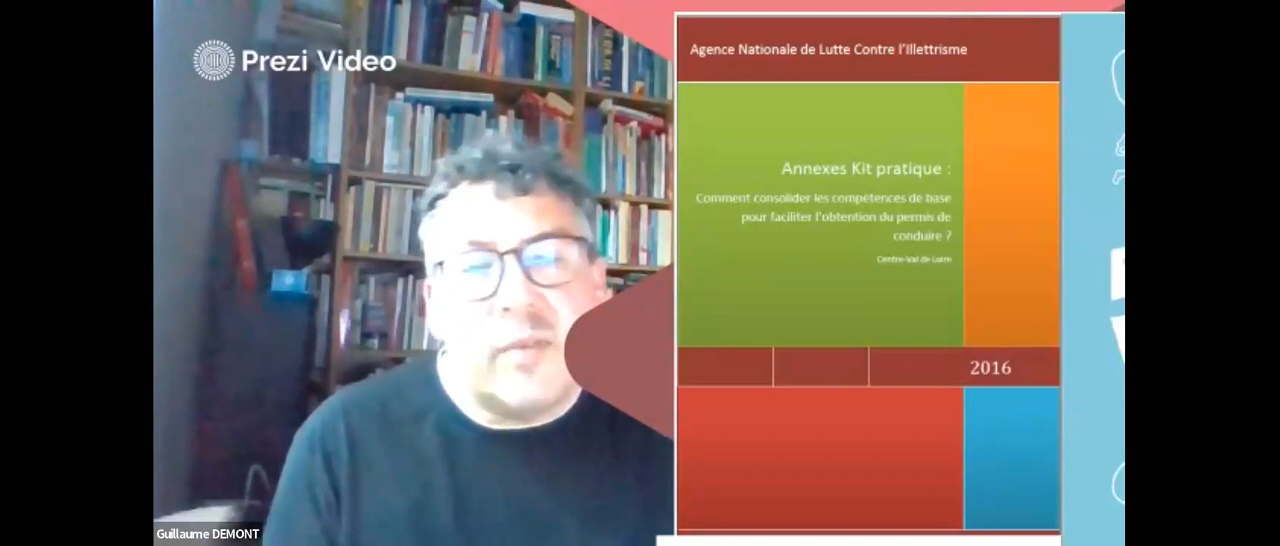 Prezi Video
Agence Nationale de Lutte Contre l'Illettrisme
Annexes Kit pratique :
Comment consolider les compétences de base
pour faciliter l'obtention du permis de
conduire ?
Centre-Val de Loire
2016
Guillaume DEMONT